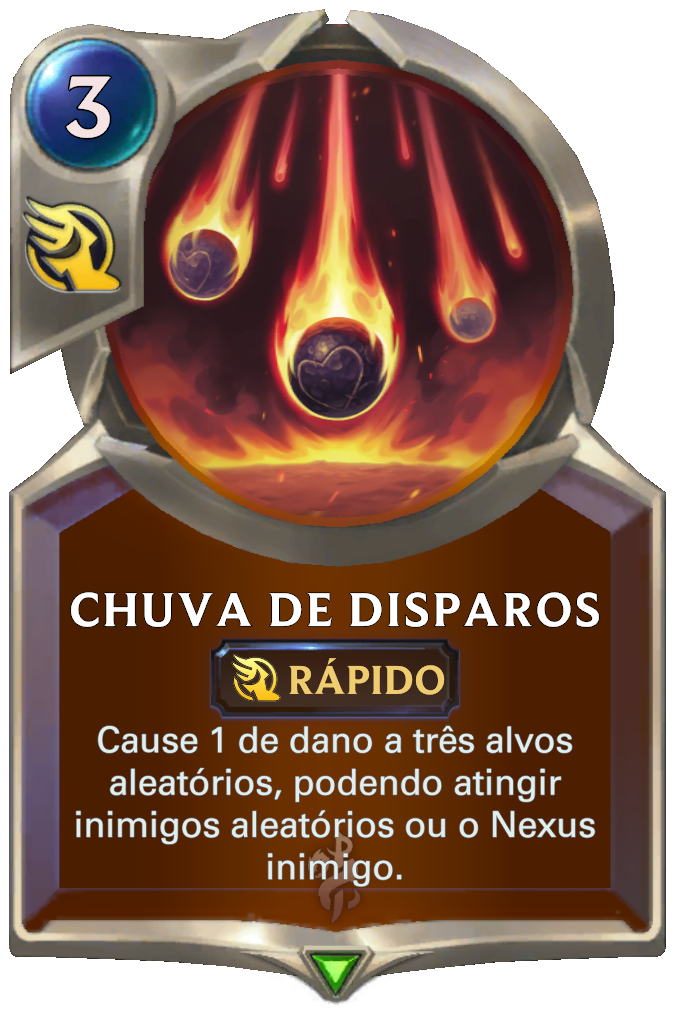 3
CHUVA DE DISPAROS
RÁPIDO
Cause 1 de dano a três alvos
aleatórios, podendo atingir
inimigos aleatórios ou o Nexus
inimigo.